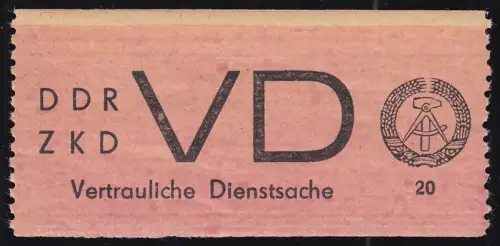 DDR
ZKD
VD
Vertrauliche Dienstsache
20